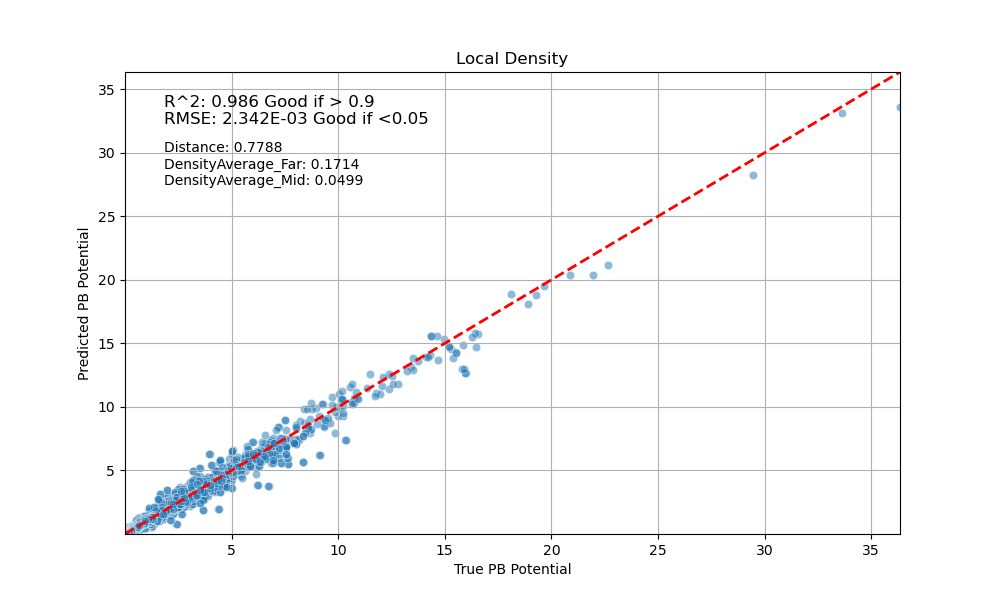 Local Density
R^2: 0.986 Good if > 0.9
RMSE: 2.342E-03 Good if <0.05
Distance: 0.7788
DensityAverage_Far: 0.1714
DensityAverage_Mid: 0.0499
Predicted PB Potential
35
30
25
20
15
10
5
5 10 15 20 25 30 35
True PB Potential